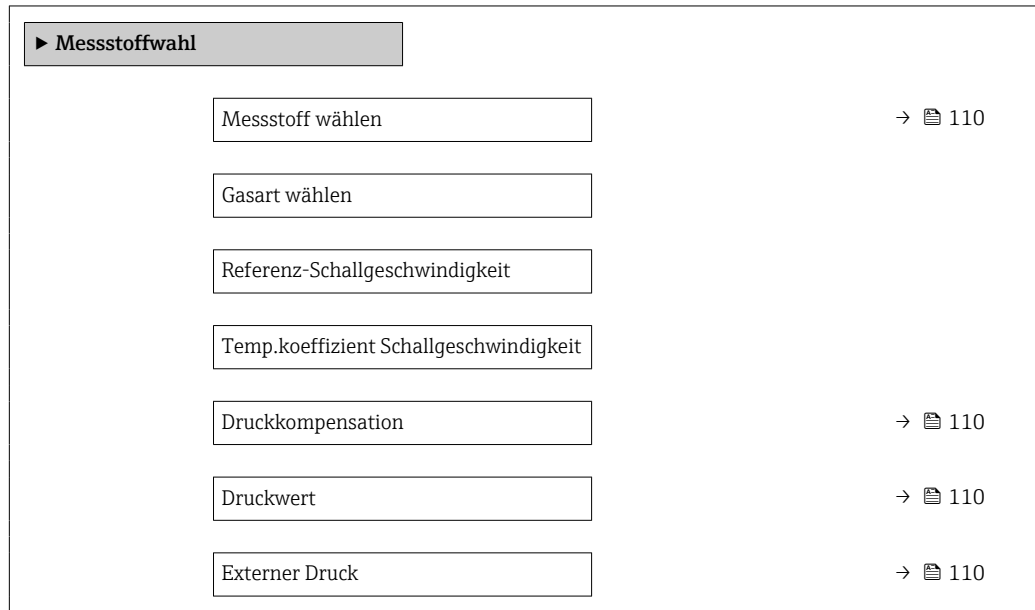 ▶ Messstoffwahl
Messstoff wählen → 110
Gasart wählen
Referenz-Schallgeschwindigkeit
Temp.koeffizient Schallgeschwindigkeit
Druckkompensation → 110
Druckwert → 110
Externer Druck → 110